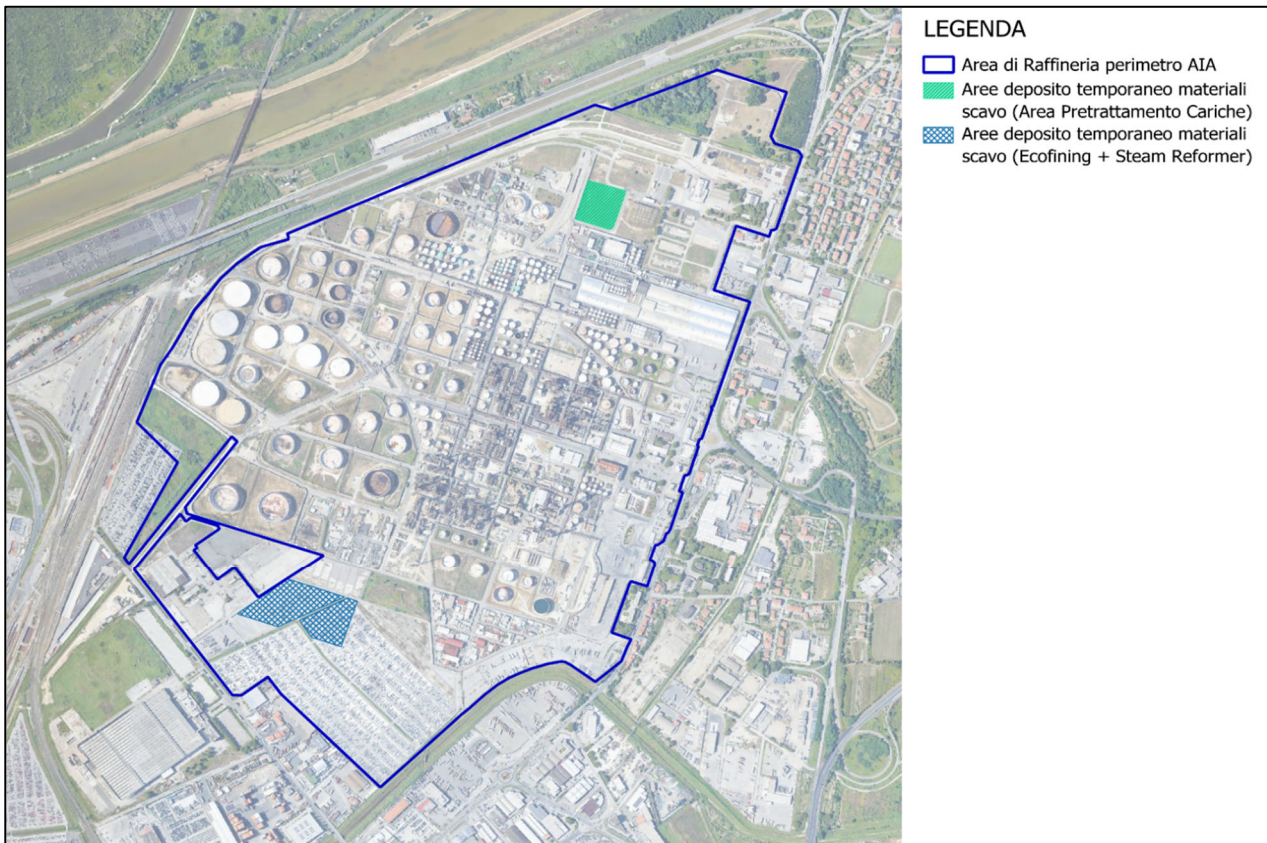 LEGENDA
Area di Raffineria perimetro AIA
Aree deposito temporaneo materiali
scavo (Area Pretrattamento Cariche)
Aree deposito temporaneo materiali
scavo (Ecofining + Steam Reformer)